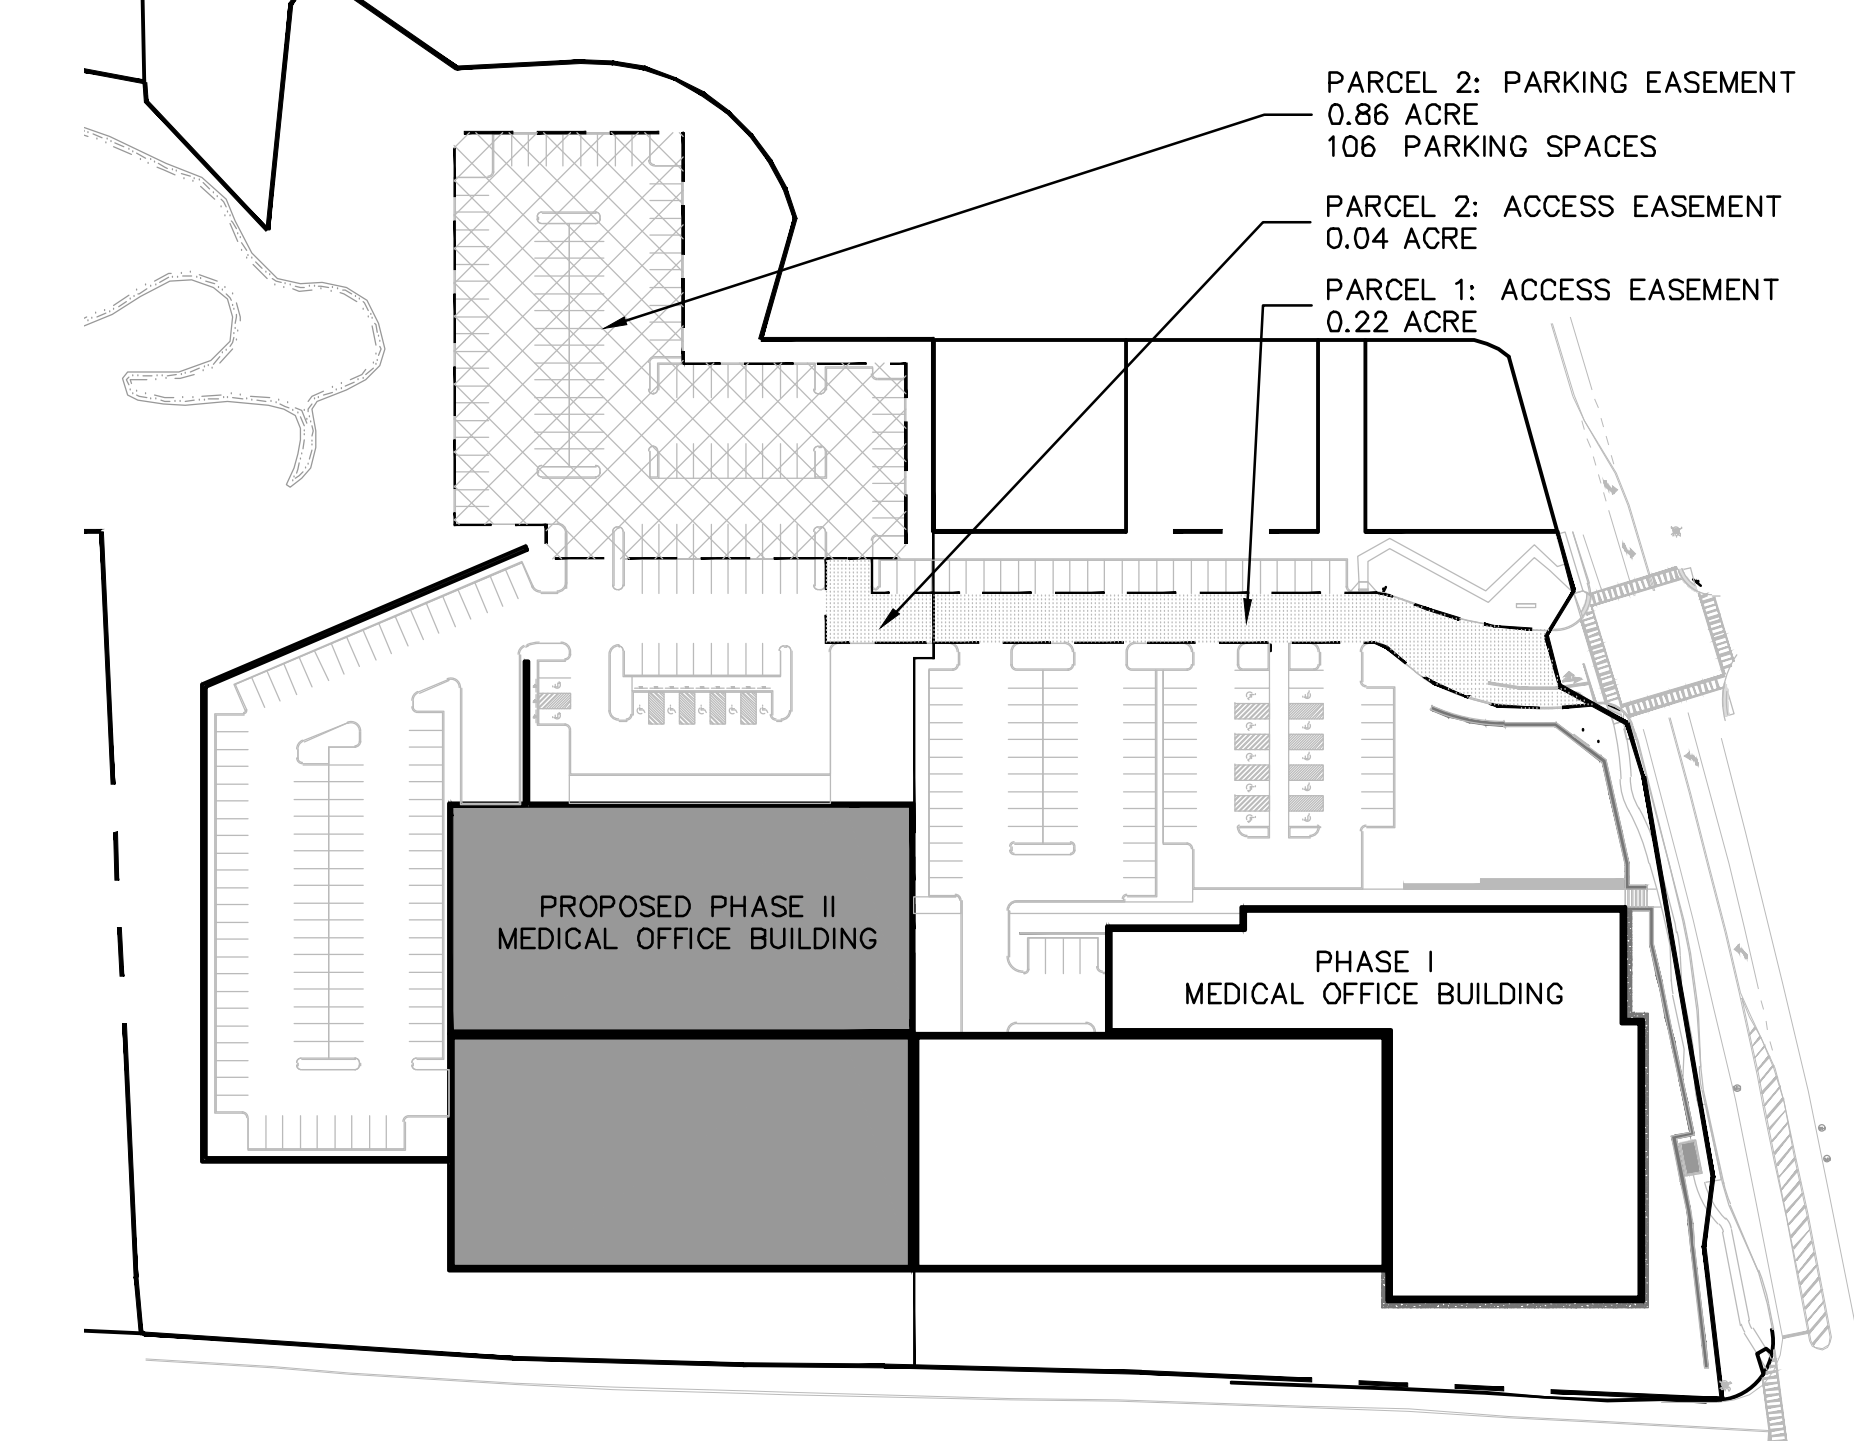 PARCEL 2: PARKING EASEMENT
0.86 ACRE
106 PARKING SPACES
PARCEL 2: ACCESS EASEMENT
0.04 ACRE
PARCEL 1: ACCESS EASEMENT
0.22 ACRE
PROPOSED PHASE II
MEDICAL OFFICE BUILDING
PHASE I
MEDICAL OFFICE BUILDING